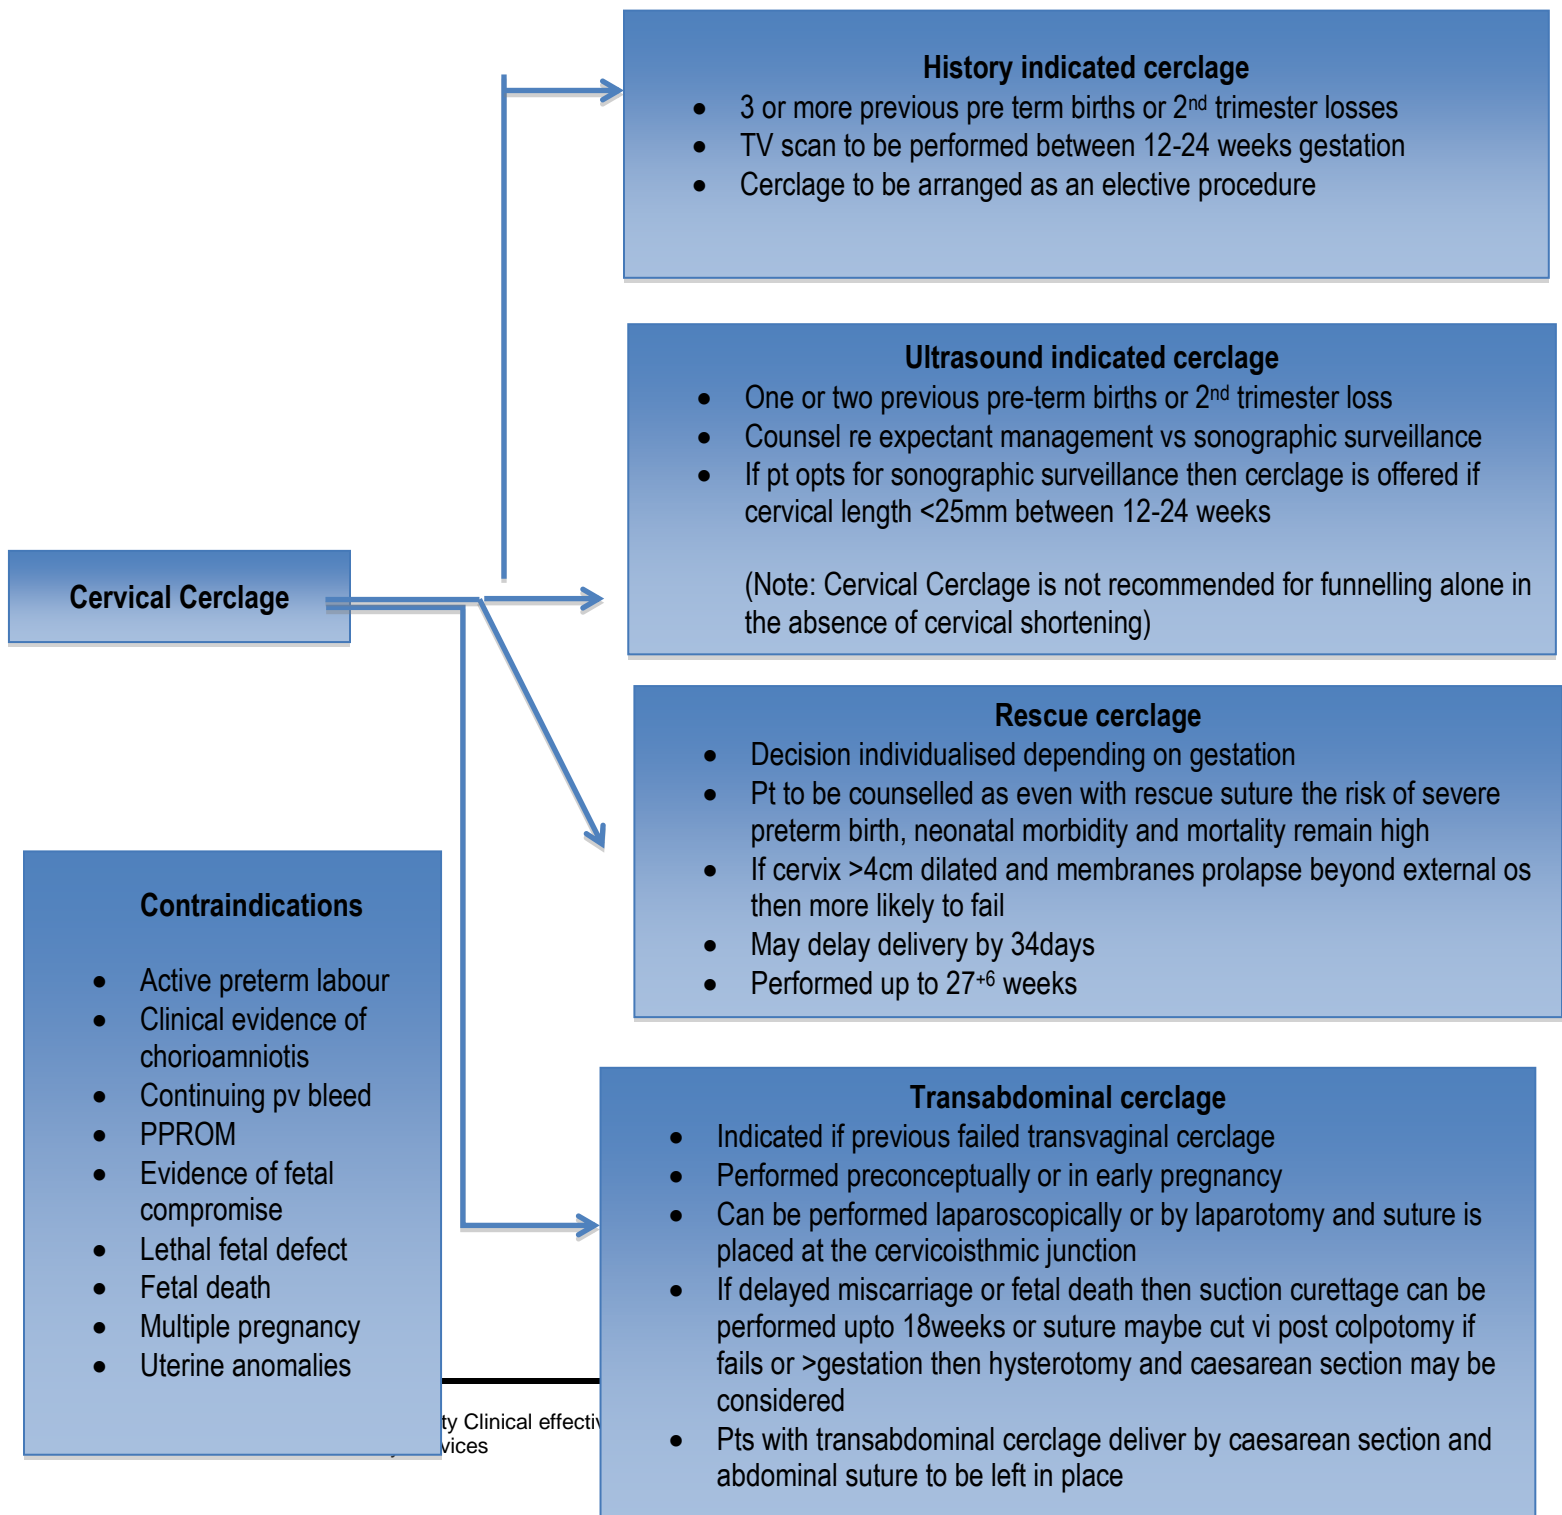 History indicated cerclage
• 3 or more previous pre term births or 2nd trimester losses
• TV scan to be performed between 12-24 weeks gestation
• Cerclage to be arranged as an elective procedure
Ultrasound indicated cerclage
• One or two previous pre-term births or 2nd trimester loss
• Counsel re expectant management vs sonographic surveillance
• If pt opts for sonographic surveillance then cerclage is offered if
cervical length <25mm between 12-24 weeks
(Note: Cervical Cerclage is not recommended for funnelling alone in
the absence of cervical shortening)
Cervical Cerclage
Rescue cerclage
• Decision individualised depending on gestation
• Pt to be counselled as even with rescue suture the risk of severe
preterm birth, neonatal morbidity and mortality remain high
• If cervix >4cm dilated and membranes prolapse beyond external os
then more likely to fail
• May delay delivery by 34days
• Performed up to 27+6 weeks
Contraindications
• Active preterm labour
• Clinical evidence of
chorioamniotis
• Continuing pv bleed
• PPROM
• Evidence of fetal
compromise
• Lethal fetal defect
• Fetal death
• Multiple pregnancy
• Uterine anomalies
Transabdominal cerclage
• Indicated if previous failed transvaginal cerclage
• Performed preconceptually or in early pregnancy
• Can be performed laparoscopically or by laparotomy and suture is
placed at the cervicoisthmic junction
• If delayed miscarriage or fetal death then suction curettage can be
performed upto 18weeks or suture maybe cut vi post colpotomy if
fails or >gestation then hysterotomy and caesarean section may be
considered
• Pts with transabdominal cerclage deliver by caesarean section and
abdominal suture to be left in place
ty Clinical effectiv
vices